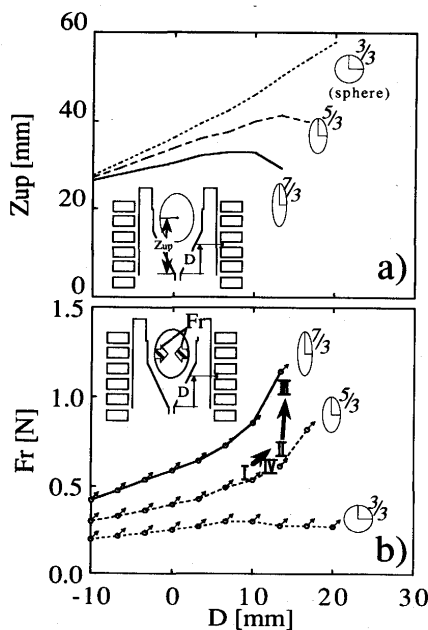 60
40
20
0
Zup [mm]
3/3
(sphere)
5/3
7/3
Zup
D
a)
1.5
1.0
0.5
0.0
Fr [N]
Fr
D
7/3
III
5/3
I
IV
II
3/3
b)
-10
0
10
20
30
D [mm]